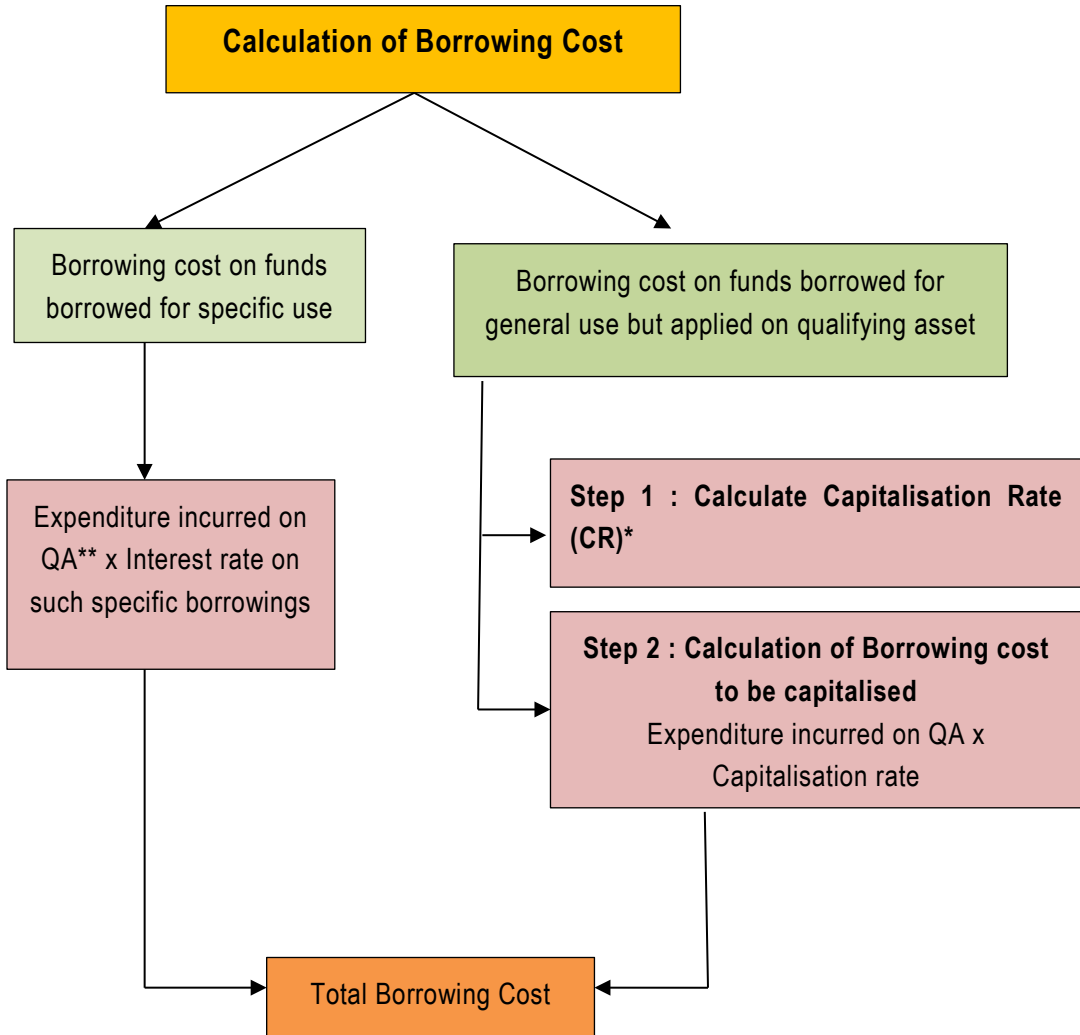 Calculation of Borrowing Cost
Borrowing cost on funds
borrowed for specific use
Borrowing cost on funds borrowed for
general use but applied on qualifying asset
Expenditure incurred on
QA** x Interest rate on
such specific borrowings
Step 1 : Calculate Capitalisation Rate
(CR)*
Step 2 : Calculation of Borrowing cost
to be capitalised
Expenditure incurred on QA x
Capitalisation rate
Total Borrowing Cost